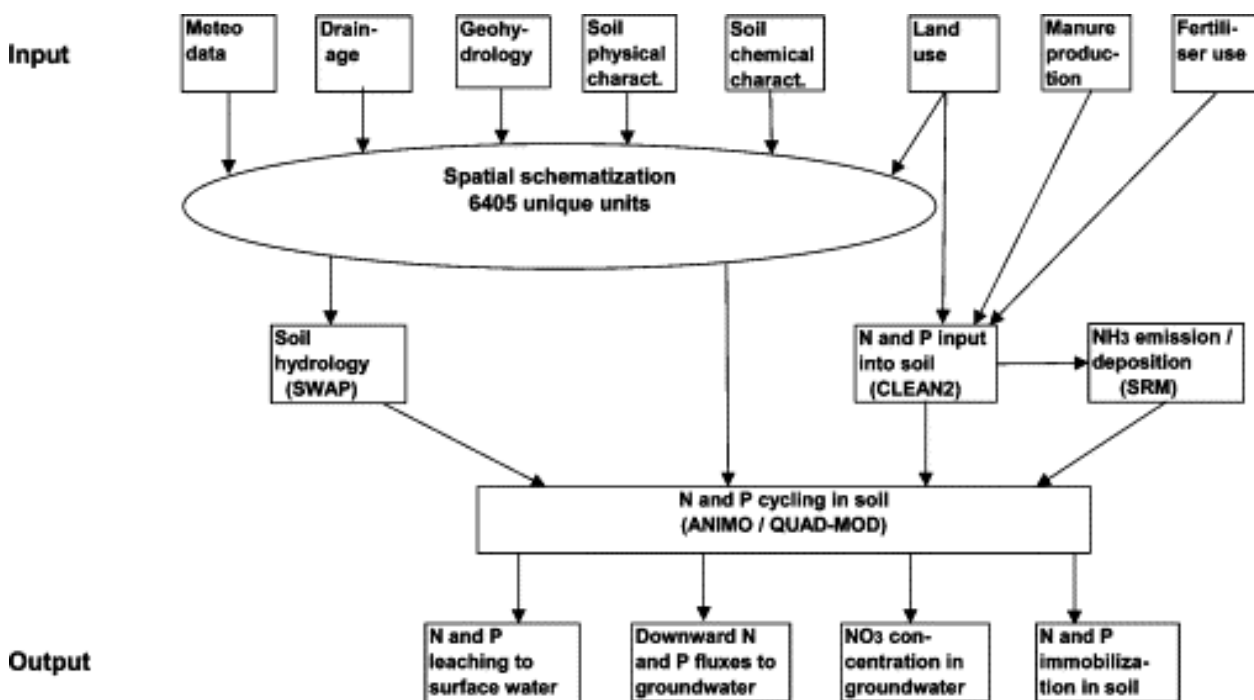 Input
Meteo
data
Drain-
age
Geohy-
drology
Soil
physical
charact.
Soil
chemical
charact.
Land
use
Manure
produc-
tion
Fertili-
ser use
Spatial schematization
6405 unique units
Soil
hydrology
(SWAP)
N and P input
into soil
(CLEAN2)
NH3 emission /
deposition
(SRM)
N and P cycling in soil
(ANIMO / QUAD-MOD)
Output
N and P
leaching to
surface water
Downward N
and P fluxes to
groundwater
NO3 con-
centration in
groundwater
N and P
immobiliza-
tion in soil